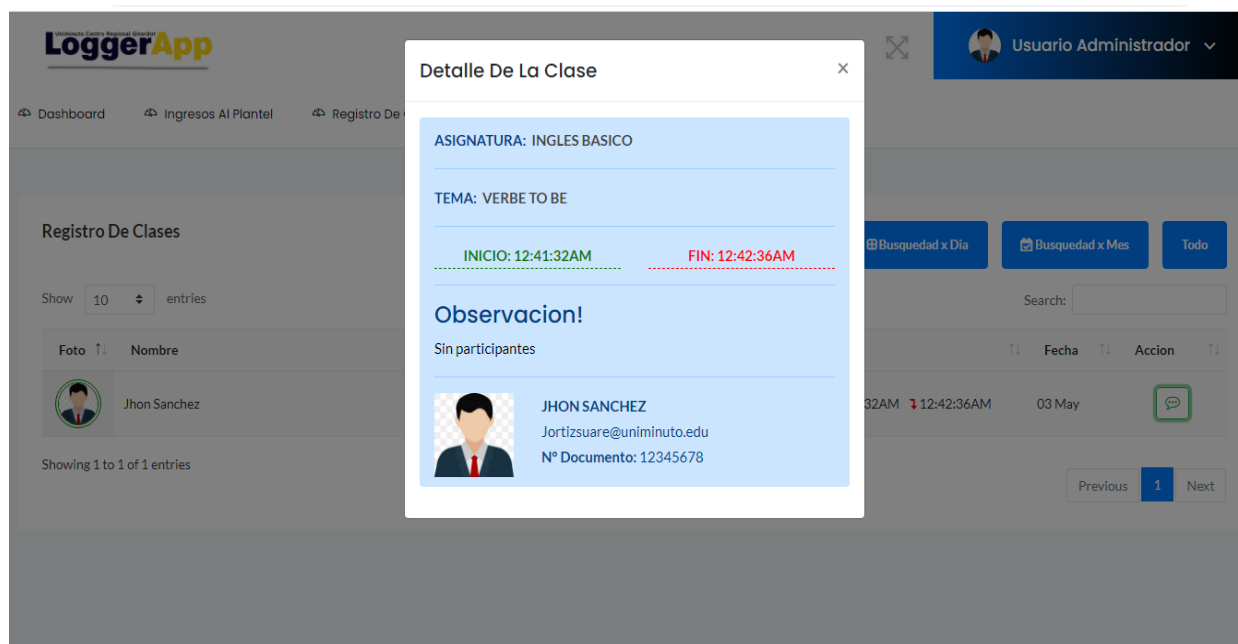 Uniminuto Centro Regional Girardot
LoggerApp
Usuario Administrador
Dashboard
Ingresos Al Plantel
Registro De
Detalle De La Clase
×
ASIGNATURA: INGLES BASICO
TEMA: VERBE TO BE
INICIO: 12:41:32AM FIN: 12:42:36AM
Observacion!
Sin participantes
JHON SANCHEZ
Jortizsuare@uniminuto.edu
Nº Documento: 12345678
Registro De Clases
Busquedad x Dia
Busquedad x Mes
Todo
Show 10 entries
Search:
Foto Nombre Fecha Accion
Jhon Sanchez 32AM 12:42:36AM 03 May
Showing 1 to 1 of 1 entries
Previous 1 Next